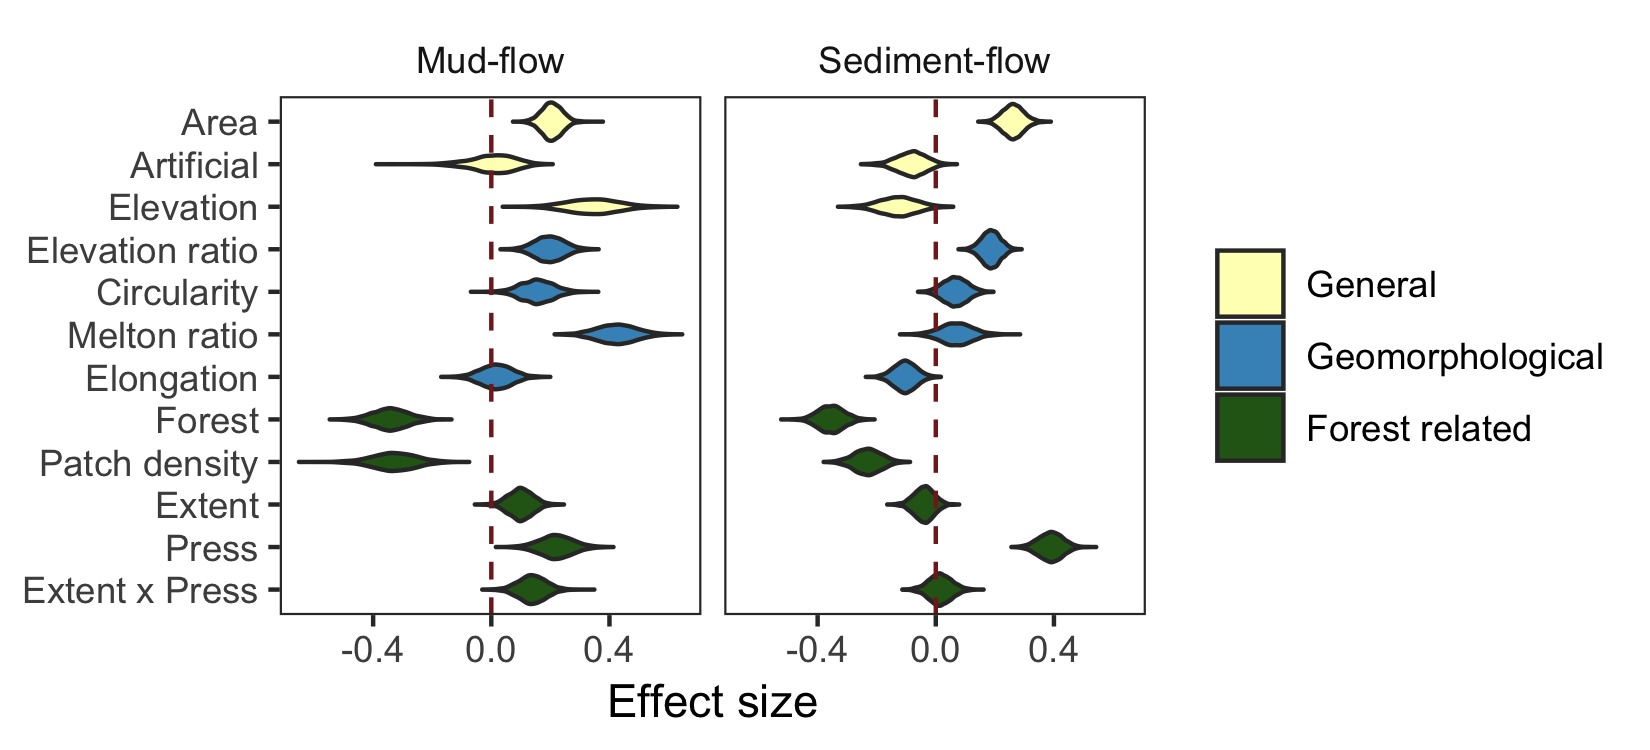 Mud-flow
Sediment-flow
Area
Artificial
Elevation
Elevation ratio
Circularity
Melton ratio
Elongation
Forest
Patch density
Extent
Press
Extent x Press
-0.4 0.0 0.4
-0.4 0.0 0.4
Effect size
General
Geomorphological
Forest related